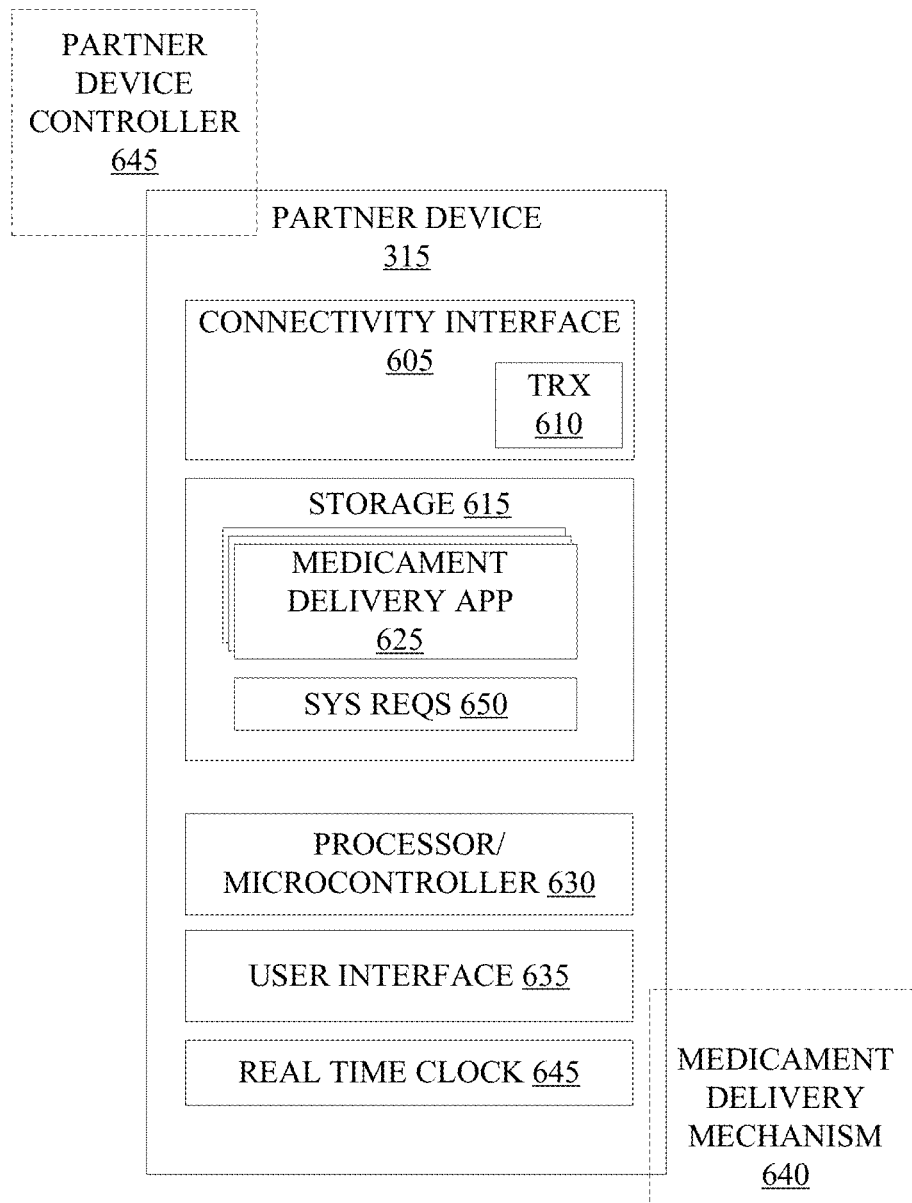 PARTNER
DEVICE
CONTROLLER
645
PARTNER DEVICE
315
CONNECTIVITY INTERFACE
605
TRX
610
STORAGE 615
MEDICAMENT
DELIVERY APP
625
SYS REQS 650
PROCESSOR/
MICROCONTROLLER 630
USER INTERFACE 635
REAL TIME CLOCK 645
MEDICAMENT
DELIVERY
MECHANISM
640